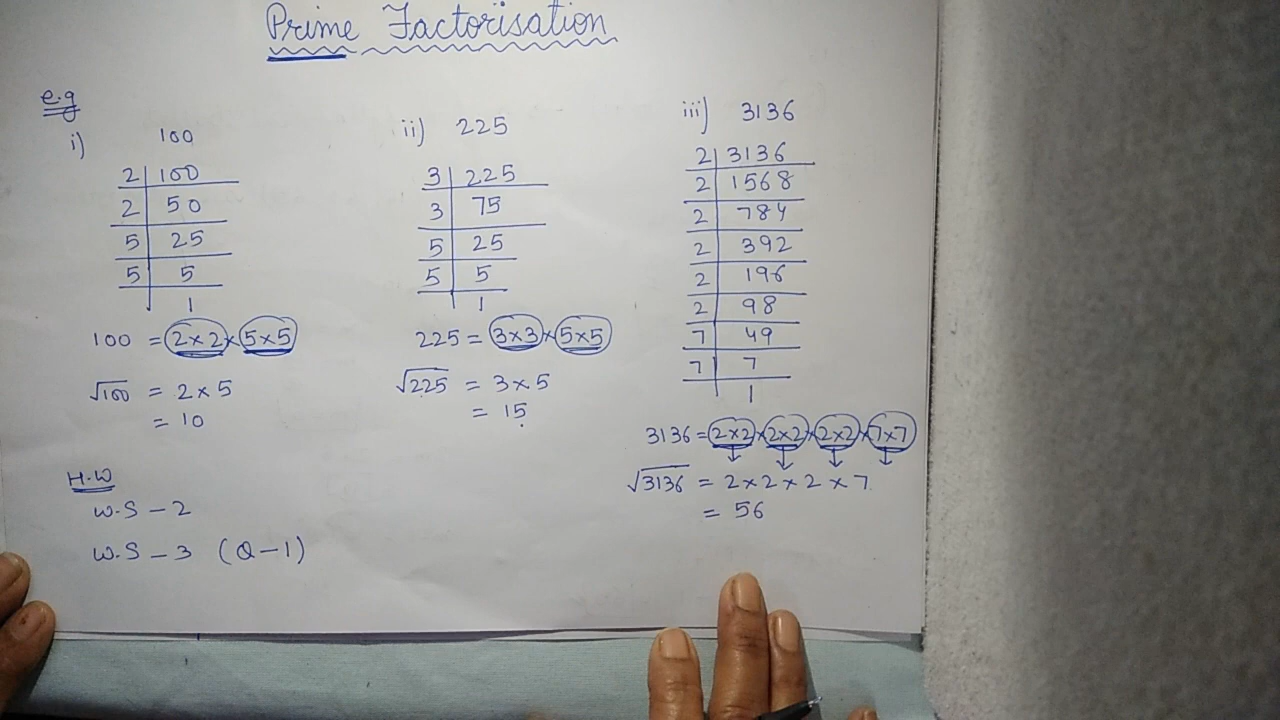 Prime Factorisation
e.g
i) 100
2 | 100
2 | 50
5 | 25
5 | 5
1
100 = 2×2×5×5
√100 = 2×5
= 10
ii) 225
3 | 225
3 | 75
5 | 25
5 | 5
1
225 = 3×3×5×5
√225 = 3×5
= 15
iii) 3136
2 | 3136
2 | 1568
2 | 784
2 | 392
2 | 196
2 | 98
7 | 49
7 | 7
1
3136 = 2×2×2×2×2×2×7×7
√3136 = 2×2×2×7
= 56
H.W
W.S – 2
W.S – 3 (Q – 1)